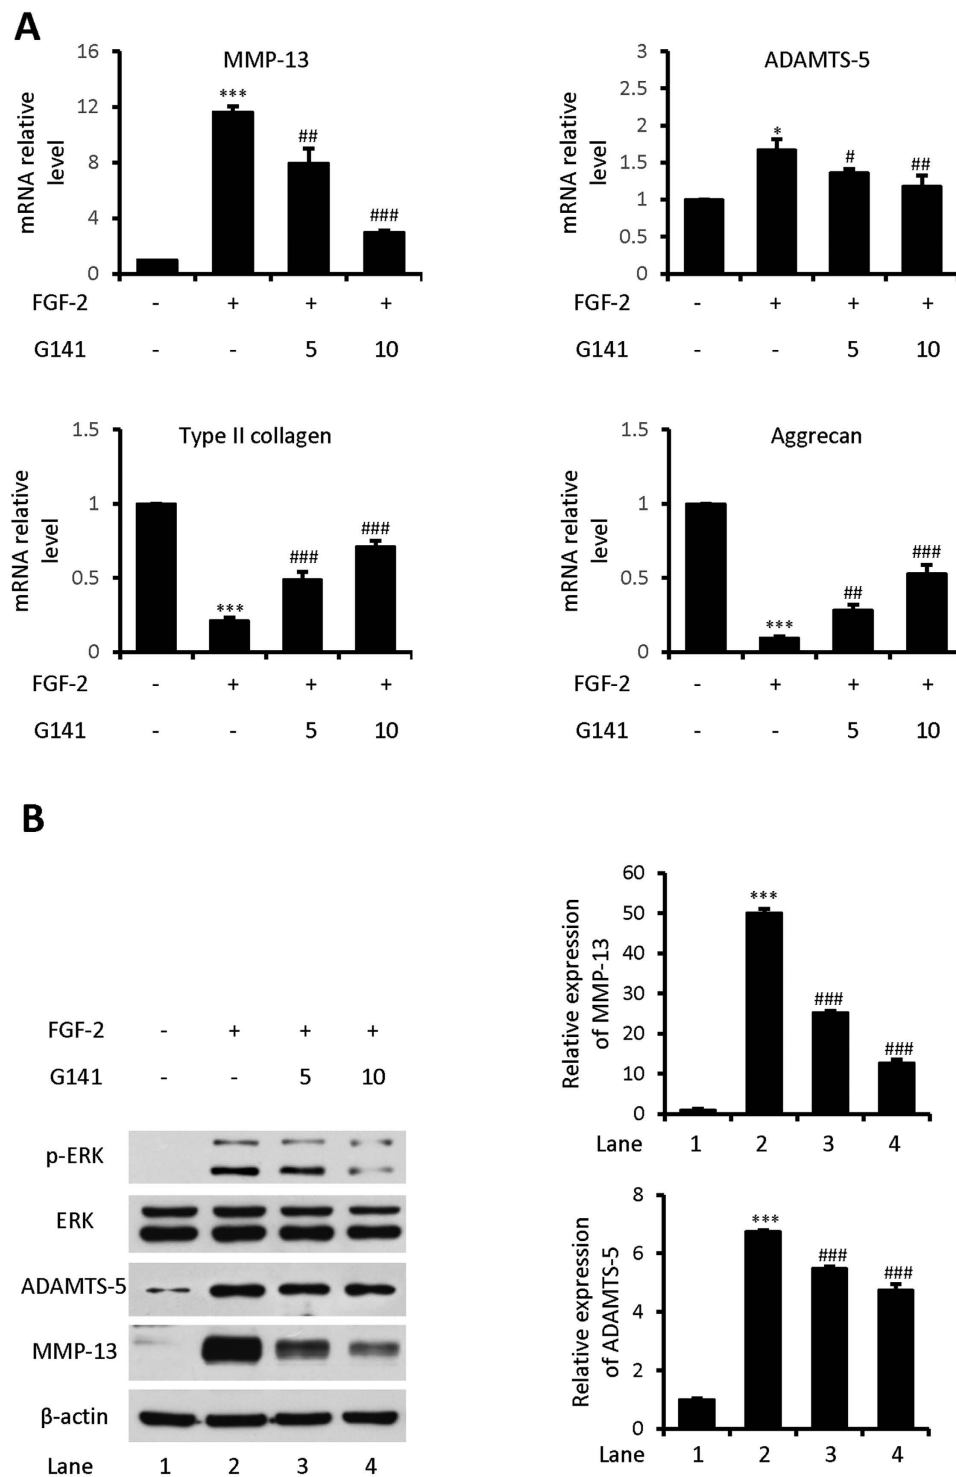 A
MMP-13
mRNA relative
level
16
12
8
4
0
***
##
###
FGF-2 - + + +
G141 - - 5 10
ADAMTS-5
mRNA relative
level
3
2.5
2
1.5
1
0.5
0
*
#
##
FGF-2 - + + +
G141 - - 5 10
Type II collagen
mRNA relative
level
1.5
1
0.5
0
***
###
###
FGF-2 - + + +
G141 - - 5 10
Aggrecan
mRNA relative
level
1.5
1
0.5
0
***
##
###
FGF-2 - + + +
G141 - - 5 10
B
FGF-2 - + + +
G141 - - 5 10
p-ERK
ERK
ADAMTS-5
MMP-13
β-actin
Lane 1 2 3 4
Relative expression
of MMP-13
60
50
40
30
20
10
0
***
###
###
Lane 1 2 3 4
Relative expression
of ADAMTS-5
8
6
4
2
0
***
###
###
Lane 1 2 3 4